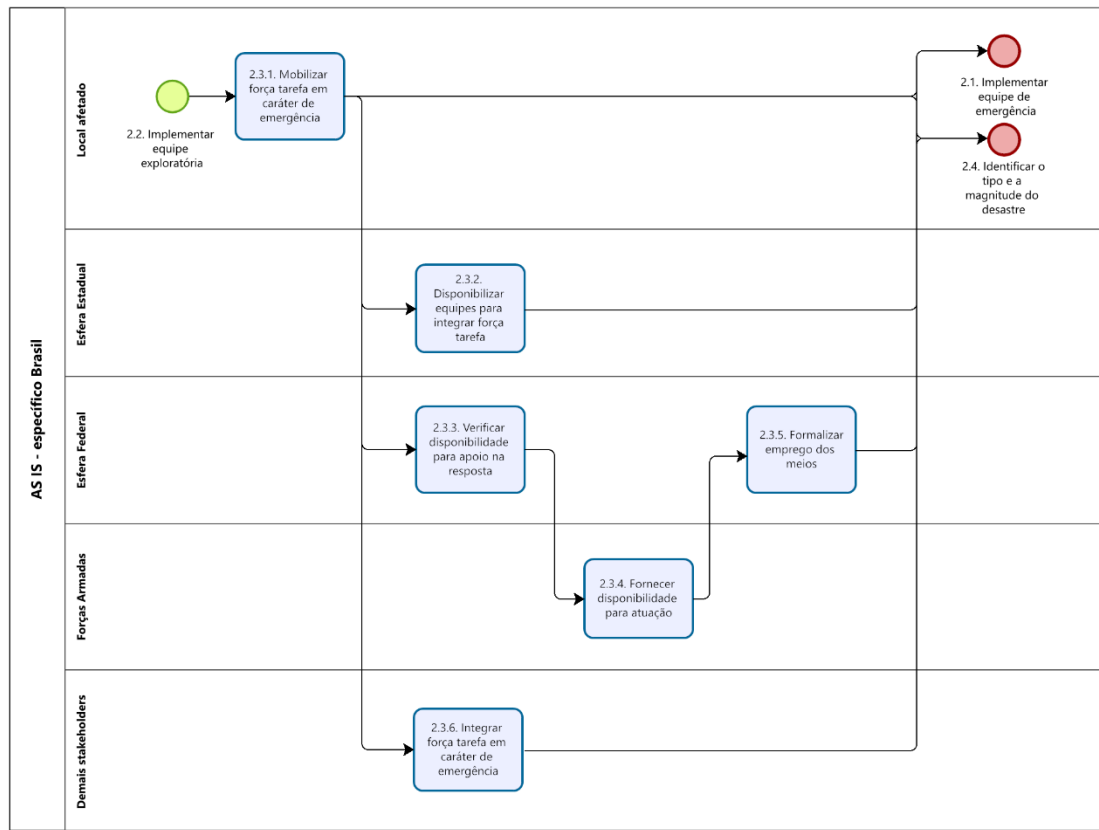 AS IS - específico Brasil
Local afetado
2.2. Implementar
equipe
exploratória
2.3.1. Mobilizar
força tarefa em
caráter de
emergência
2.1. Implementar
equipe de
emergência
2.4. Identificar o
tipo e a
magnitude do
desastre
Esfera Estadual
2.3.2.
Disponibilizar
equipes para
integrar força
tarefa
Esfera Federal
2.3.3. Verificar
disponibilidade
para apoio na
resposta
2.3.5. Formalizar
emprego dos
meios
Forças Armadas
2.3.4. Fornecer
disponibilidade
para atuação
Demais stakeholders
2.3.6. Integrar
força tarefa em
caráter de
emergência